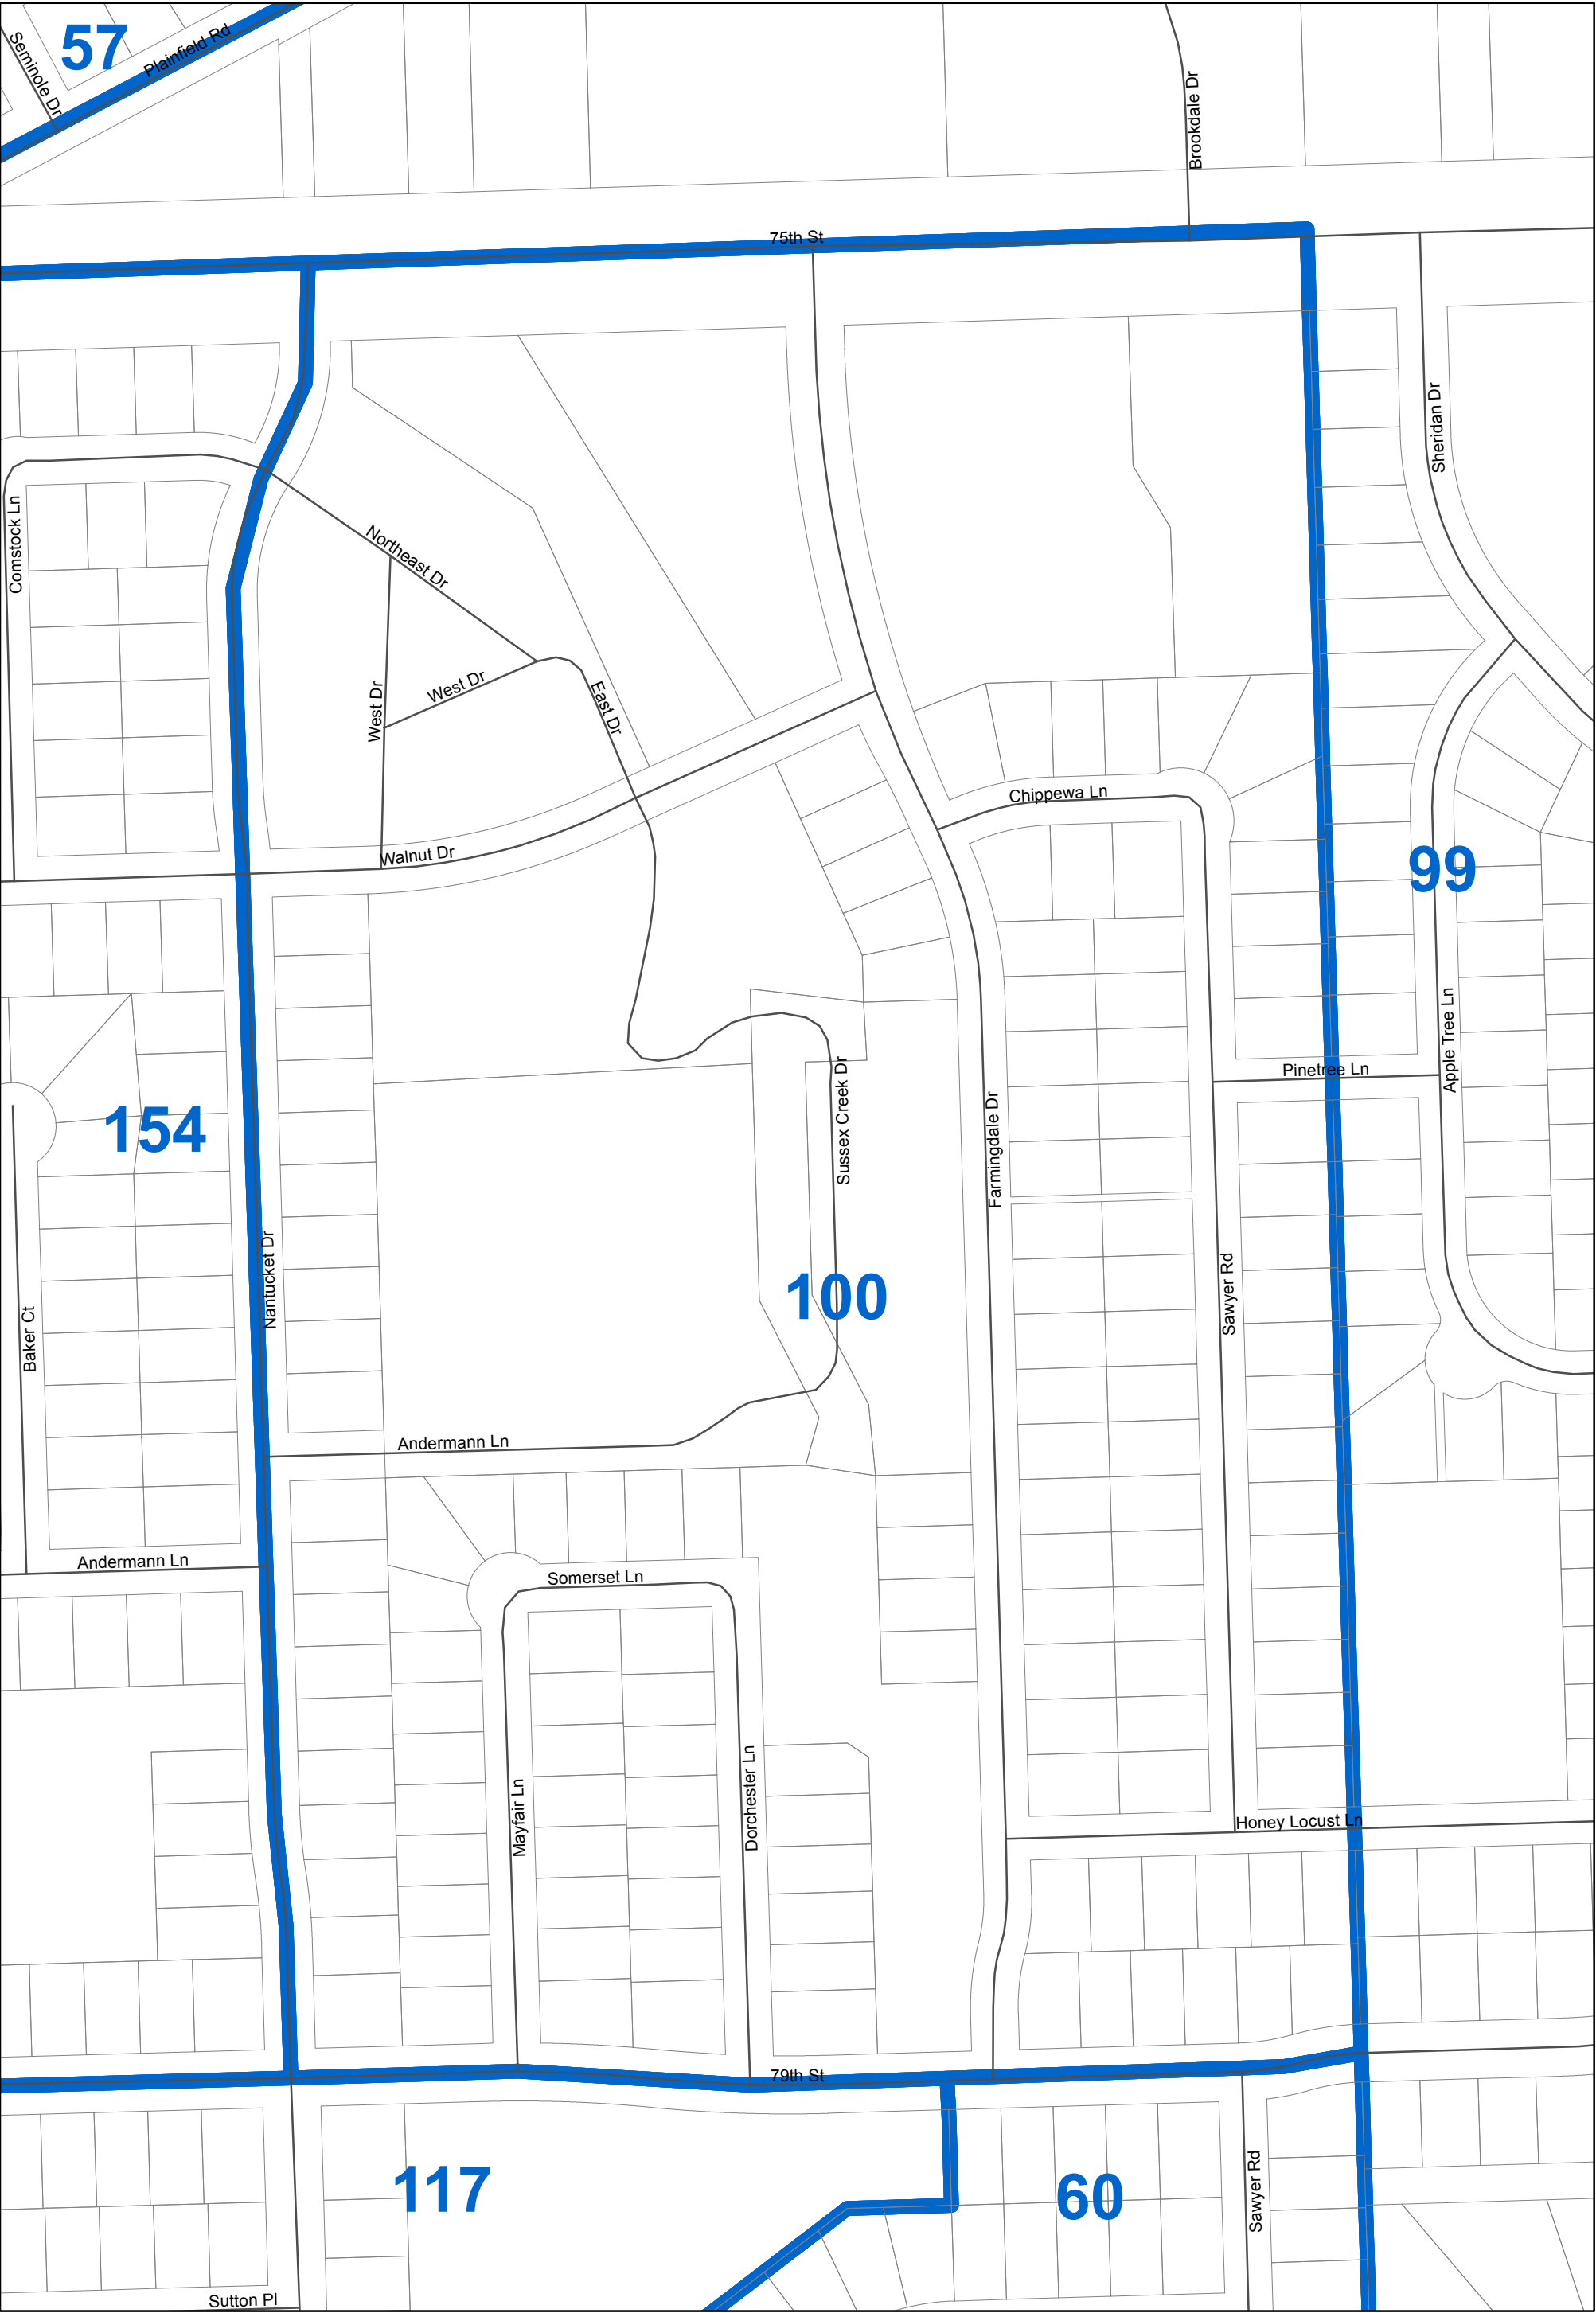 57
Plainfield Rd
Seminole Dr
Brookdale Dr
75th St
Sheridan Dr
Comstock Ln
Northeast Dr
West Dr
West Dr
East Dr
Chippewa Ln
Walnut Dr
99
Apple Tree Ln
Pinetree Ln
Sussex Creek Dr
154
Farmingdale Dr
Nantucket Dr
100
Sawyer Rd
Baker Ct
Andermann Ln
Andermann Ln
Somerset Ln
Mayfair Ln
Dorchester Ln
Honey Locust Ln
79th St
117
60
Sawyer Rd
Sutton Pl